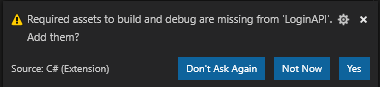 Required assets to build and debug are missing from 'LoginAPI'.
Add them?
Source: C# (Extension)
Don't Ask Again
Not Now
Yes